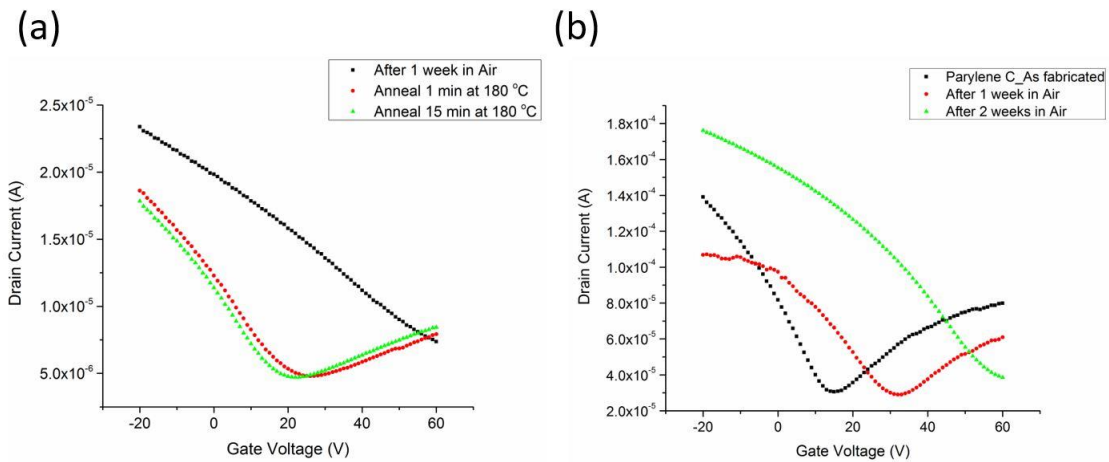 (a)
After 1 week in Air
Anneal 1 min at 180 °C
Anneal 15 min at 180 °C
2.5x10⁻⁵
2.0x10⁻⁵
1.5x10⁻⁵
1.0x10⁻⁵
5.0x10⁻⁶
Drain Current (A)
-20 0 20 40 60
Gate Voltage (V)
(b)
Parylene C_As fabricated
After 1 week in Air
After 2 weeks in Air
1.8x10⁻⁴
1.6x10⁻⁴
1.4x10⁻⁴
1.2x10⁻⁴
1.0x10⁻⁴
8.0x10⁻⁵
6.0x10⁻⁵
4.0x10⁻⁵
2.0x10⁻⁵
Drain Current (A)
-20 0 20 40 60
Gate Voltage (V)